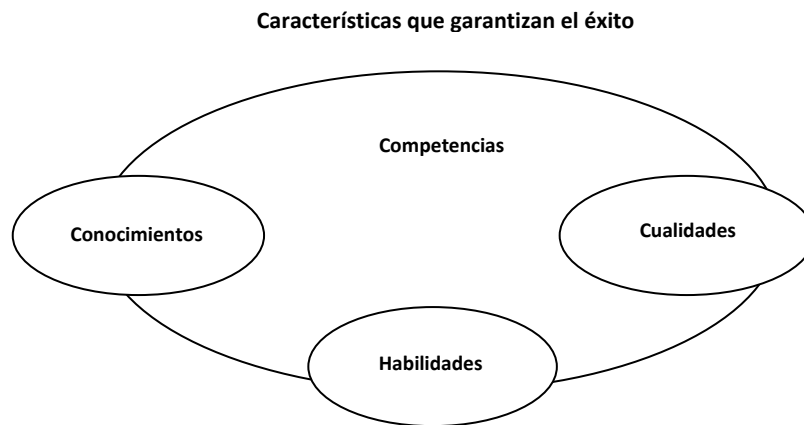 Características que garantizan el éxito
Competencias
Conocimientos
Cualidades
Habilidades